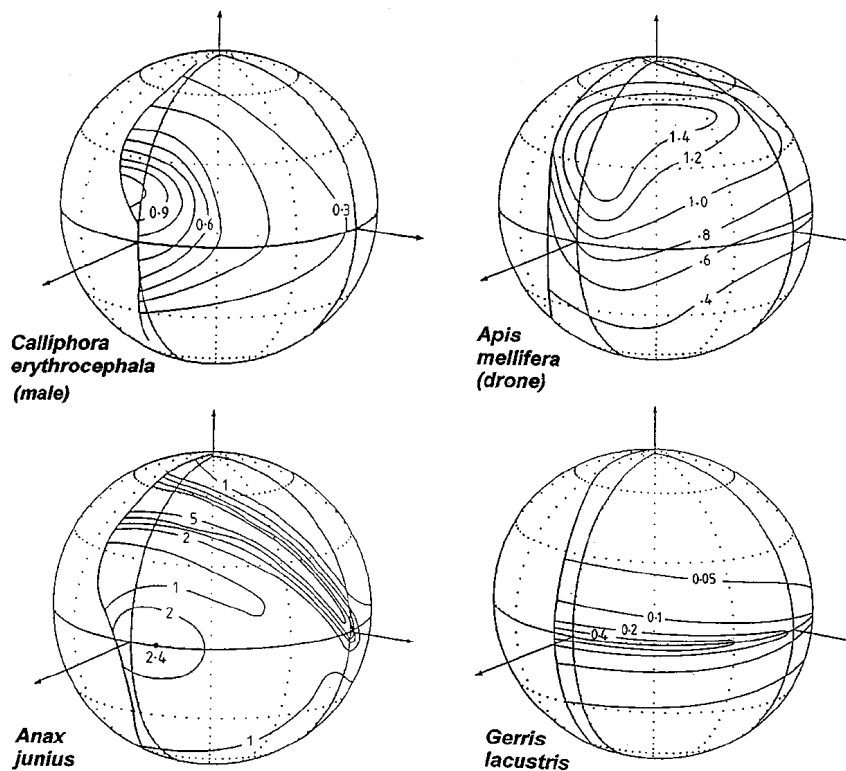 0·9
0·6
0·3
Calliphora
erythrocephala
(male)
1·4
1·2
1·0
·8
·6
·4
Apis
mellifera
(drone)
1
5
2
1
2
2·4
1
Anax
junius
0·05
0·1
0·2
0·4
Gerris
lacustris